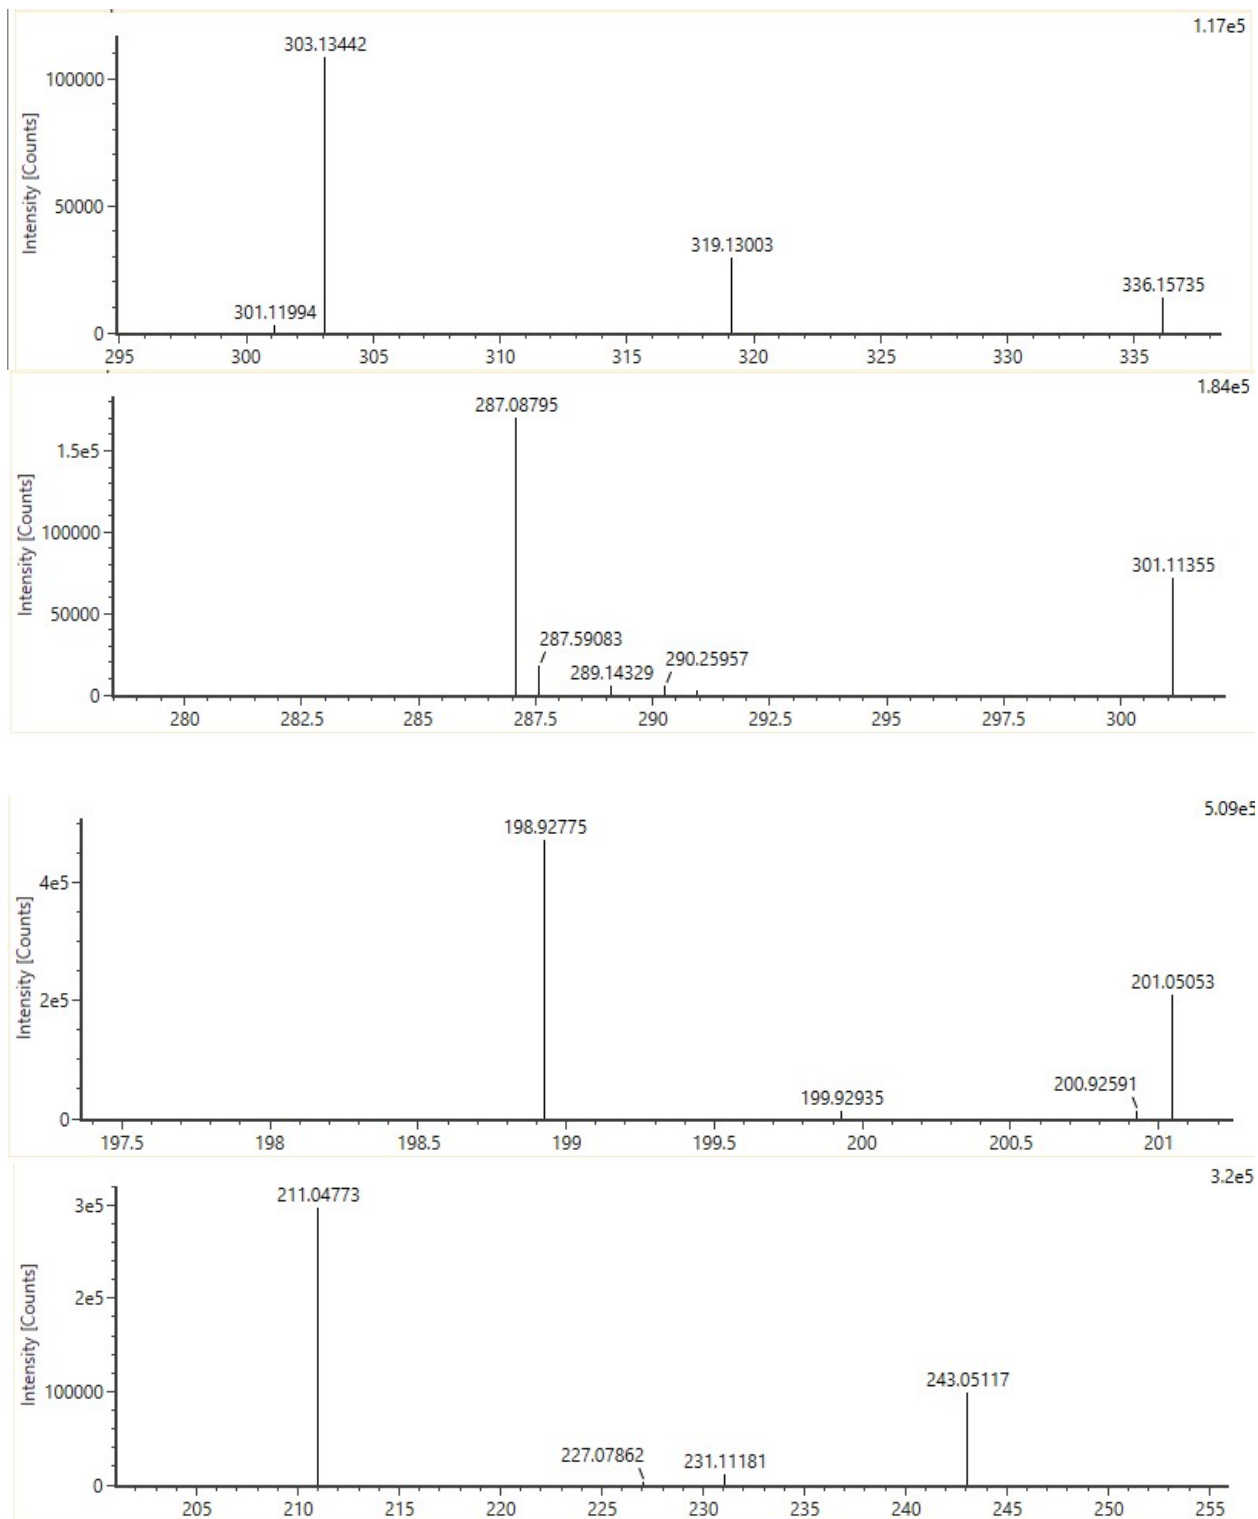 1.17e5
303.13442
100000
Intensity [Counts]
50000
319.13003
336.15735
301.11994
0
295 300 305 310 315 320 325 330 335
1.84e5
287.08795
1.5e5
Intensity [Counts]
100000
301.11355
50000
287.59083
289.14329 290.25957
0
280 282.5 285 287.5 290 292.5 295 297.5 300
5.09e5
198.92775
4e5
Intensity [Counts]
2e5
201.05053
199.92935 200.92591
0
197.5 198 198.5 199 199.5 200 200.5 201
3.2e5
211.04773
3e5
Intensity [Counts]
2e5
100000
243.05117
227.07862 231.11181
0
205 210 215 220 225 230 235 240 245 250 255